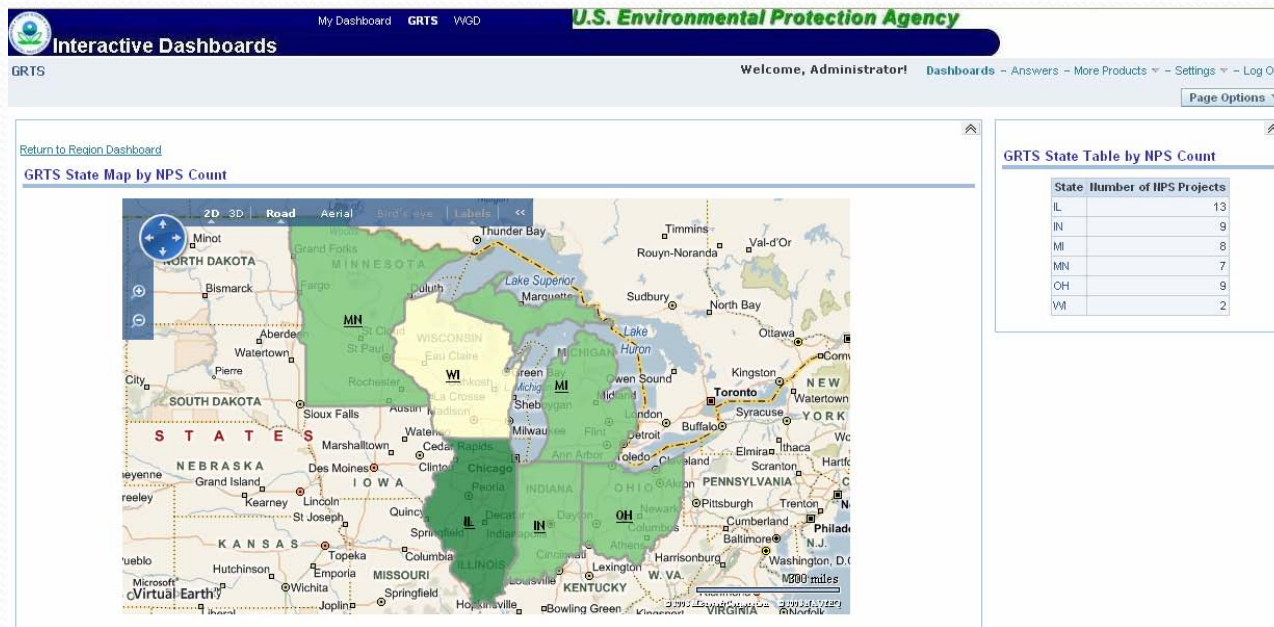 My Dashboard GRTS WGD
U.S. Environmental Protection Agency
Interactive Dashboards
GRTS
Welcome, Administrator! Dashboards - Answers - More Products - Settings - Log O
Page Options
Return to Region Dashboard
GRTS State Map by NPS Count
2D 3D Road Aerial Bird's eye Labels <<
Thunder Bay
Timmins
Val-d'Or
Minot
Grand Forks
Rouyn-Noranda
NORTH DAKOTA
MINNESOTA
Bismarck
Fargo
Duluth
Lake Superior
Marquette
Sudbury
North Bay
MN
St Cloud
WISCONSIN
Lake Huron
Ottawa
Aberdee
Watertown
St Paul
Eau Claire
MICHIGAN
Pierre
City
Rochester
WI
Oshkosh
Green Bay
MI
Midland
Owen Sound
Kingston
NEW YORK
Watertown
SOUTH DAKOTA
La Crosse
Toronto
Sioux Falls
Austin
Madison
Sheboygan
London
Syracuse
STATES
Milwaukee
Flint
Detroit
Buffalo
Marshalltown
Cedar Rapids
Ann Arbor
Elmira
Ithaca
NEBRASKA
Des Moines
Clinton
Chicago
Toledo
Cleveland
Scranton
Grand Island
IOWA
Peoria
INDIANA
OHIO
Akron
PENNSYLVANIA
Kearney
Lincoln
Newark
Pittsburgh
Trenton
St Joseph
Quincy
IL
Decatur
IN
Dayton
OH
Columbus
Cumberland
Philade
KANSAS
Springfield
Indianapolis
Athens
Baltimore
N.J.
Topeka
Columbia
ILLINOIS
Cincinnati
Harrisonburg
Washington, D.C
Hutchinson
Emporia
MISSOURI
Lexington
W. VA.
Wichita
Springfield
Louisville
KENTUCKY
300 miles
Microsoft
Virtual Earth
Joplin
Hopkinsville
Bowling Green
VIRGINIA
Norfolk
GRTS State Table by NPS Count
State Number of NPS Projects
IL 13
IN 9
MI 8
MN 7
OH 9
WI 2